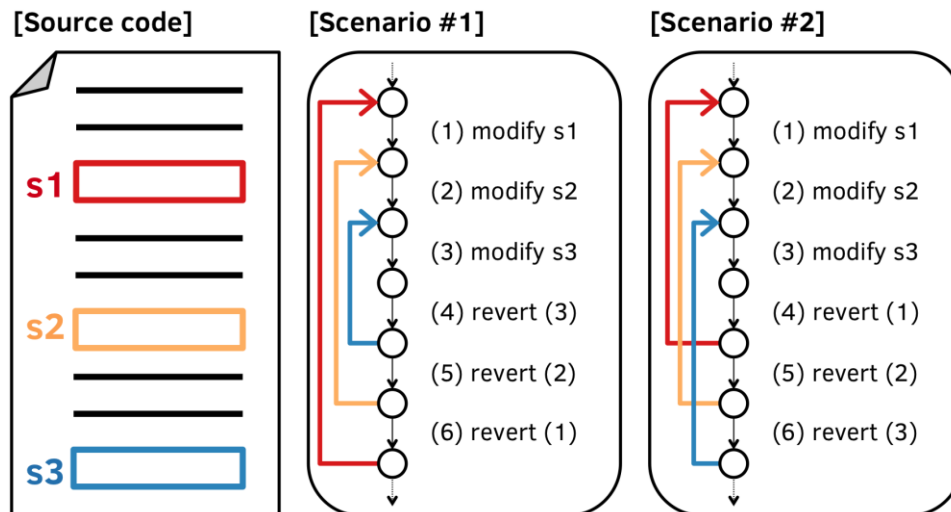 [Source code]
s1
s2
s3
[Scenario #1]
(1) modify s1
(2) modify s2
(3) modify s3
(4) revert (3)
(5) revert (2)
(6) revert (1)
[Scenario #2]
(1) modify s1
(2) modify s2
(3) modify s3
(4) revert (1)
(5) revert (2)
(6) revert (3)